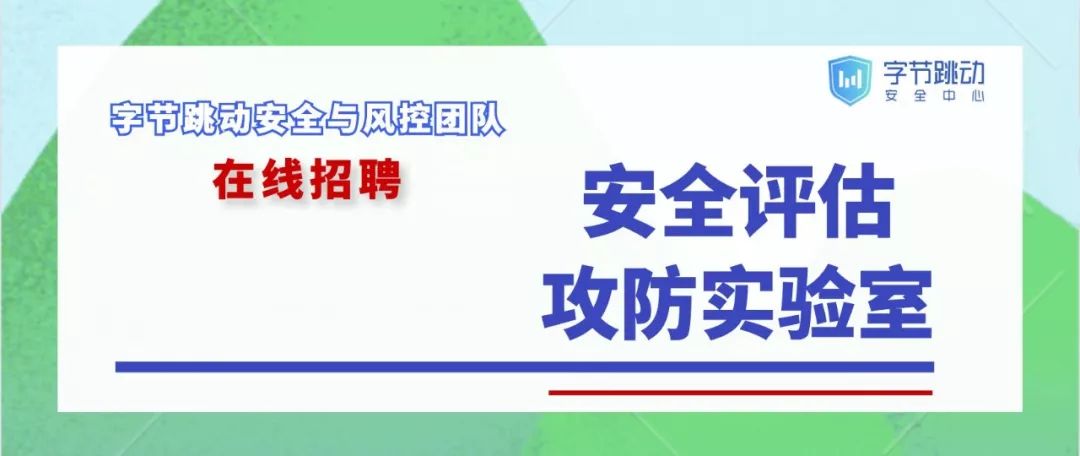 字节跳动
安全中心
字节跳动安全与风控团队
在线招聘
安全评估
攻防实验室